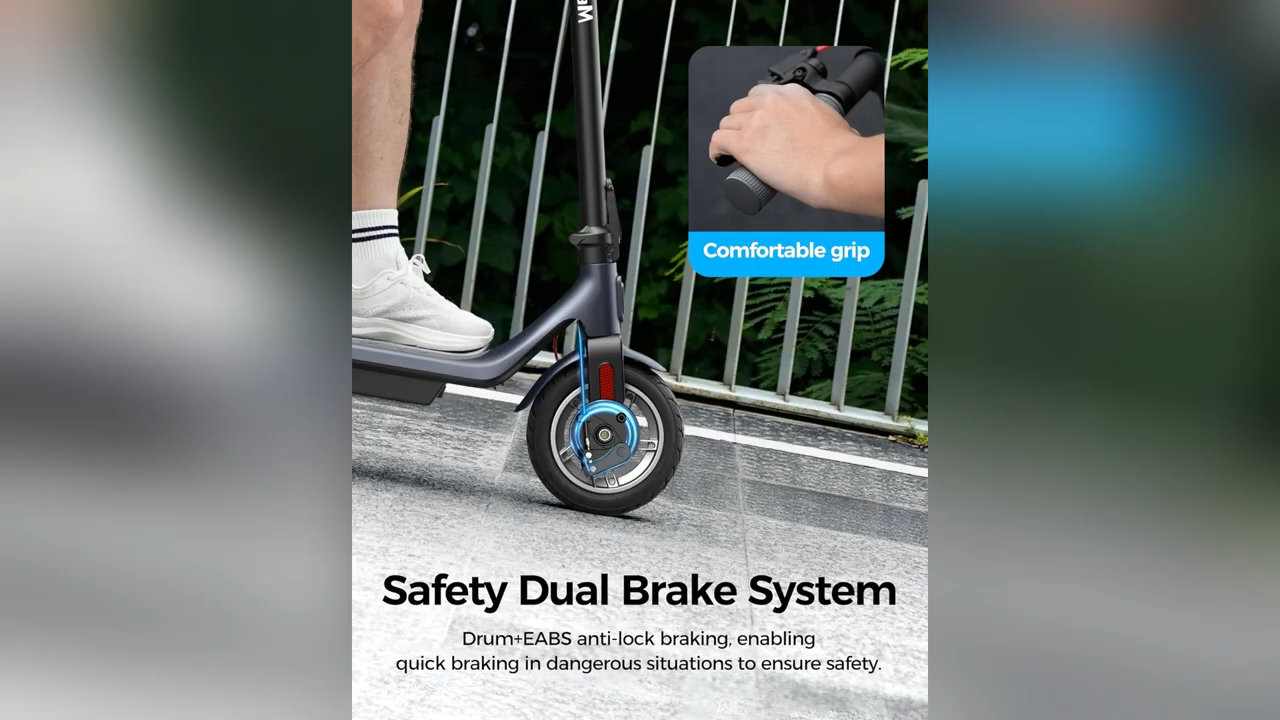 Comfortable grip
Safety Dual Brake System
Drum+EABS anti-lock braking, enabling
quick braking in dangerous situations to ensure safety.